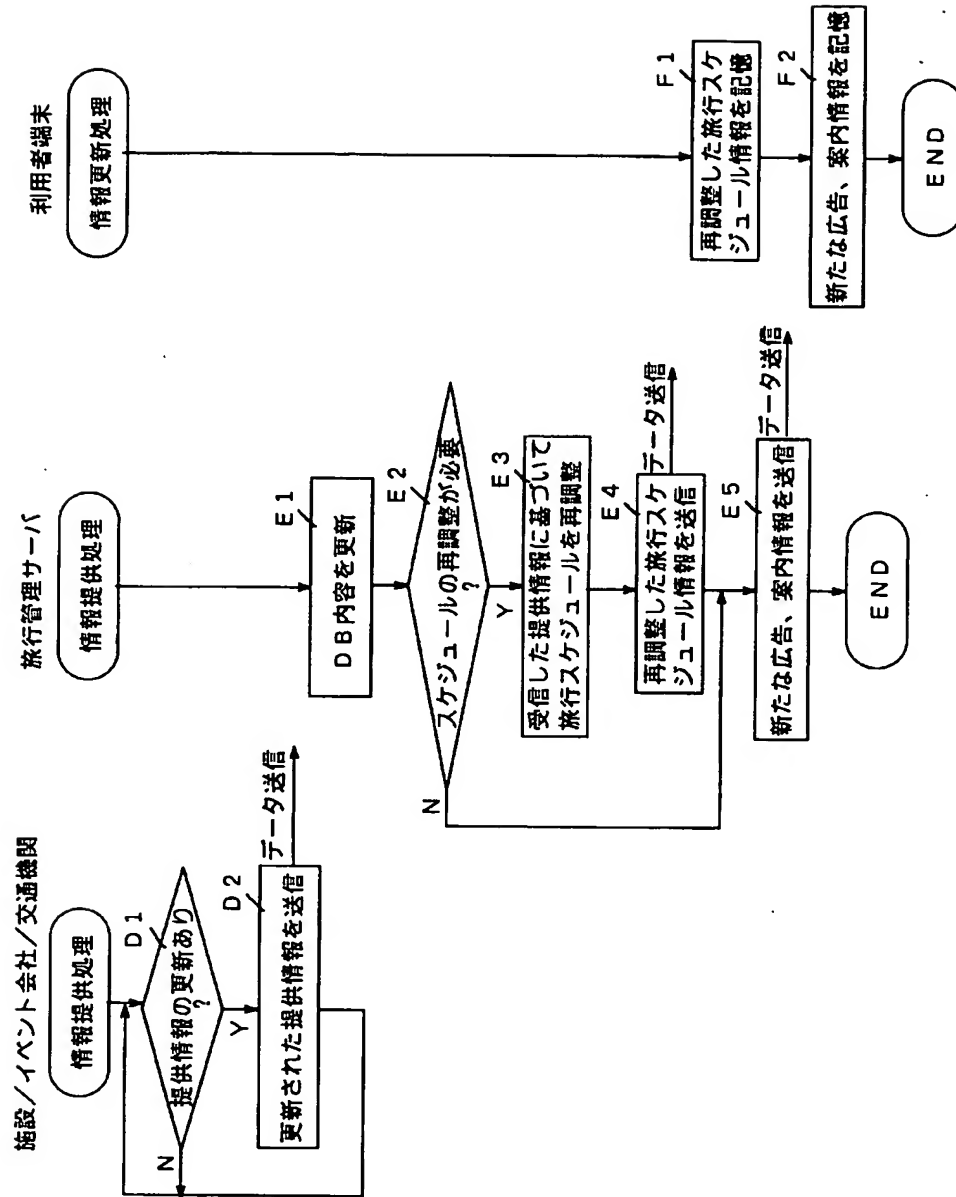 施設／イベント会社／交通機関
情報提供処理
D1
提供情報の更新あり
？
Y
N
D2
更新された提供情報を送信
データ送信
旅行管理サーバ
情報提供処理
E1
DB内容を更新
E2
スケジュールの再調整が必要
？
Y
N
E3
受信した提供情報に基づいて
旅行スケジュールを再調整
E4
再調整した旅行スケ
ジュール情報を送信
データ送信
E5
新たな広告、案内情報を送信
データ送信
END
利用者端末
情報更新処理
F1
再調整した旅行スケ
ジュール情報を記憶
F2
新たな広告、案内情報を記憶
END